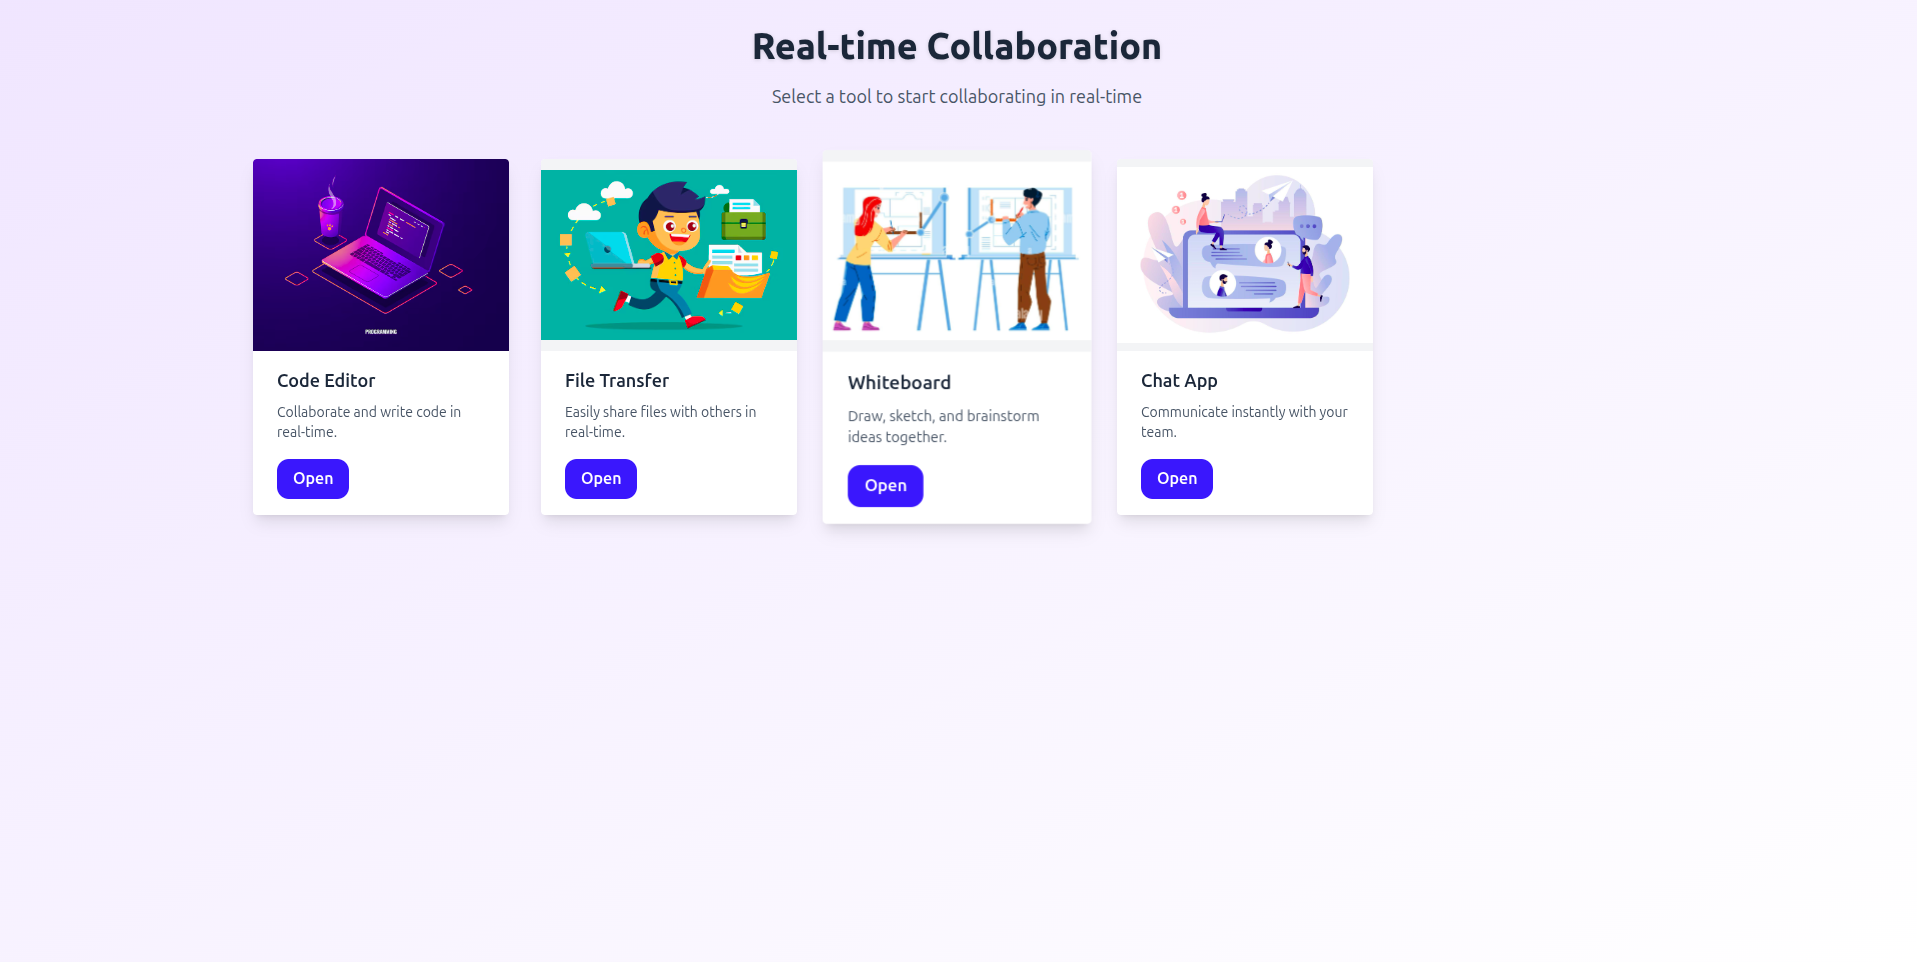 Real-time Collaboration
Select a tool to start collaborating in real-time
PROGRAMMING
Code Editor
Collaborate and write code in
real-time.
Open
File Transfer
Easily share files with others in
real-time.
Open
Whiteboard
Draw, sketch, and brainstorm
ideas together.
Open
Chat App
Communicate instantly with your
team.
Open